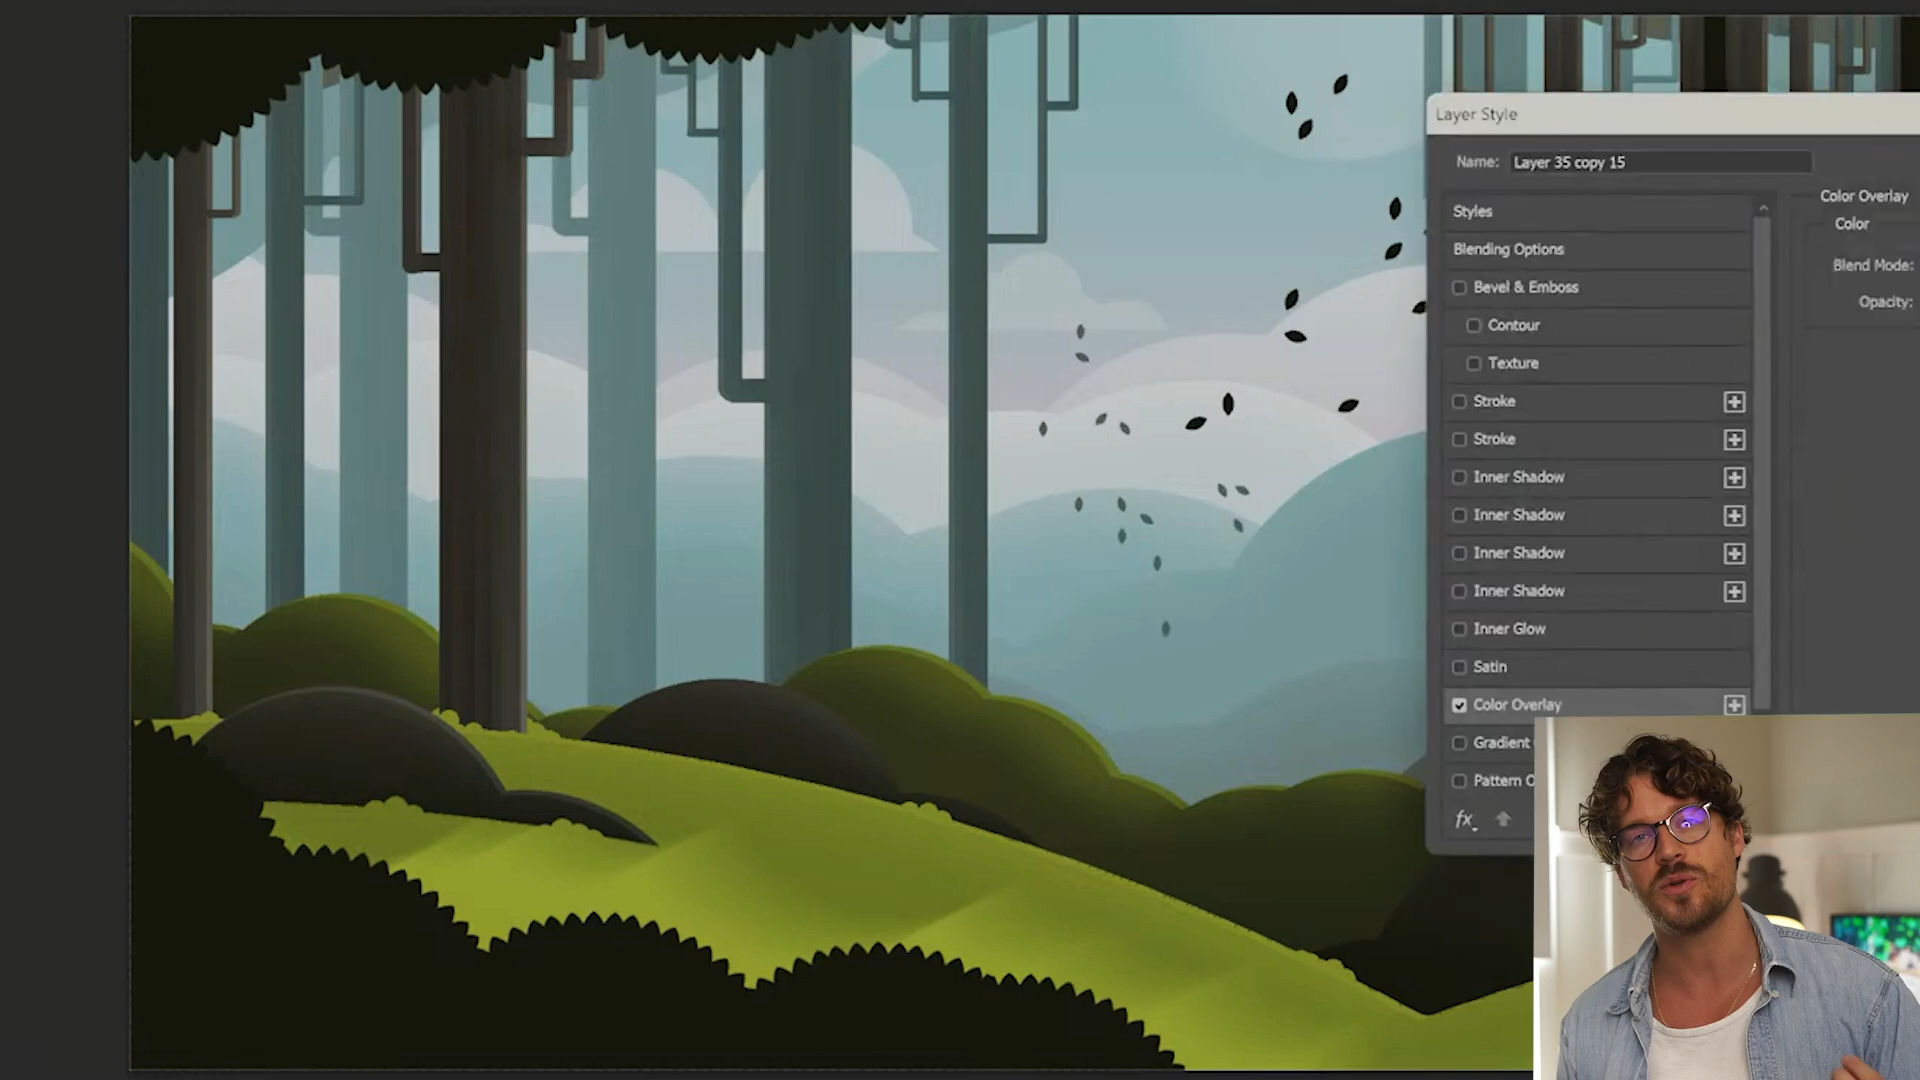 Layer Style
Name: Layer 35 copy 15
Styles
Blending Options
Bevel & Emboss
Contour
Texture
Stroke
Stroke
Inner Shadow
Inner Shadow
Inner Shadow
Inner Shadow
Inner Glow
Satin
Color Overlay
Gradient
Pattern O
fx
Color Overlay
Color
Blend Mode:
Opacity: